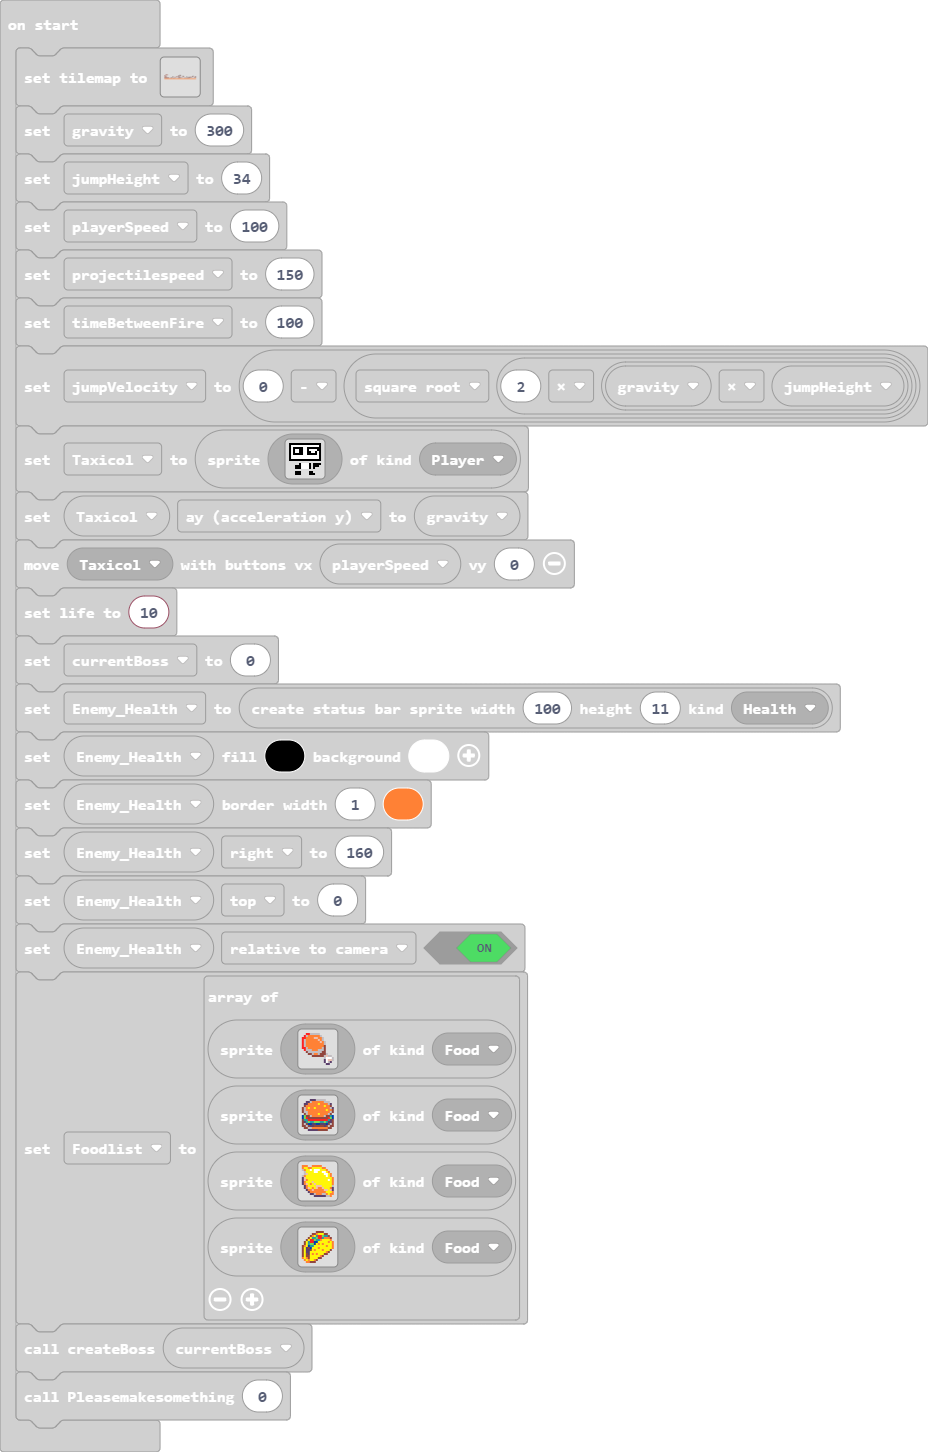 on start
set tilemap to
set gravity to 300
set jumpHeight to 34
set playerSpeed to 100
set projectilespeed to 150
set timeBetweenFire to 100
set jumpVelocity to 0 - square root 2 × gravity × jumpHeight
set Taxicol to sprite of kind Player
set Taxicol ay (acceleration y) to gravity
move Taxicol with buttons vx playerSpeed vy 0
set life to 10
set currentBoss to 0
set Enemy_Health to create status bar sprite width 100 height 11 kind Health
set Enemy_Health fill background
set Enemy_Health border width 1
set Enemy_Health right to 160
set Enemy_Health top to 0
set Enemy_Health relative to camera ON
array of
sprite of kind Food
sprite of kind Food
set Foodlist to
sprite of kind Food
sprite of kind Food
call createBoss currentBoss
call Pleasemakesomething 0